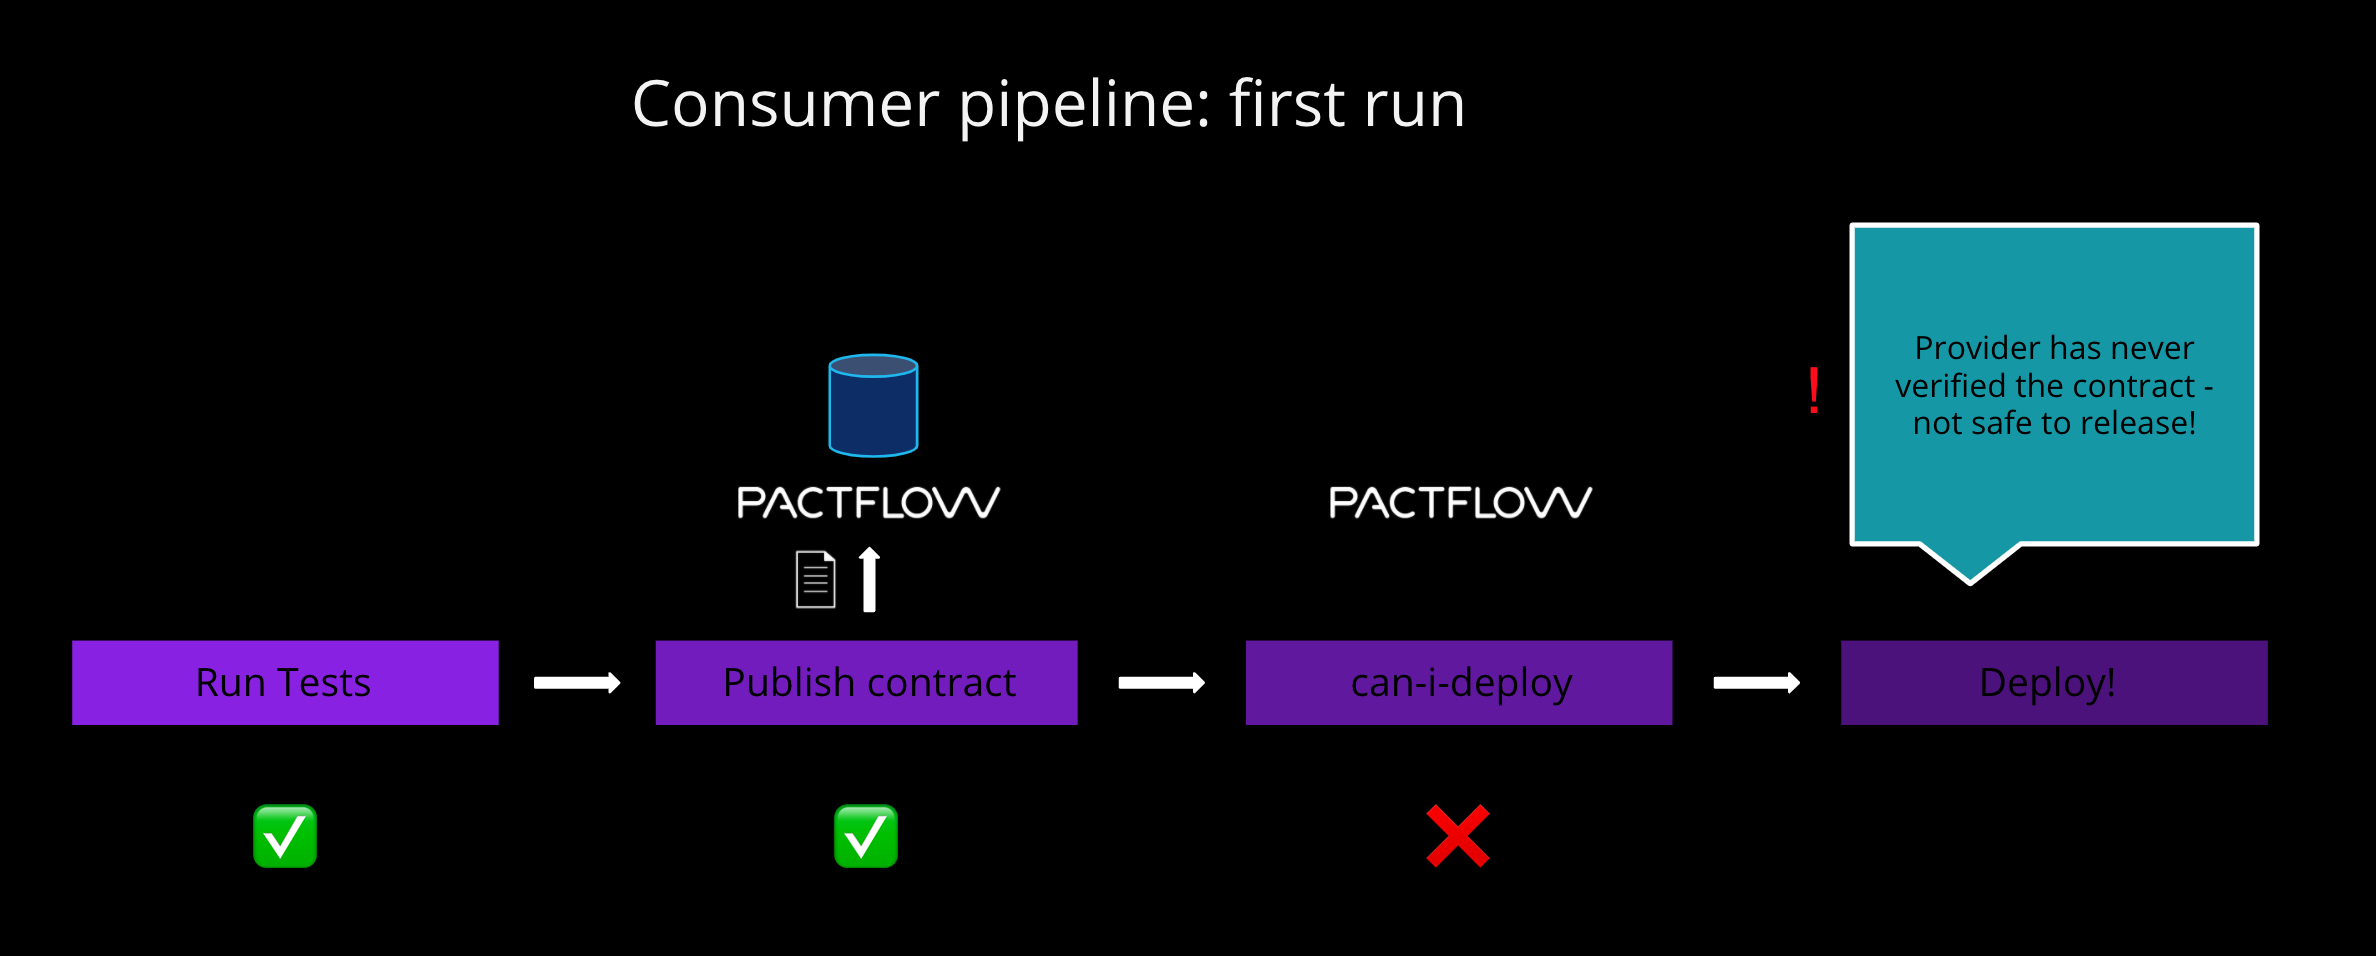 Consumer pipeline: first run
Provider has never
verified the contract -
not safe to release!
!
PACTFLOW
PACTFLOW
Run Tests
Publish contract
can-i-deploy
Deploy!